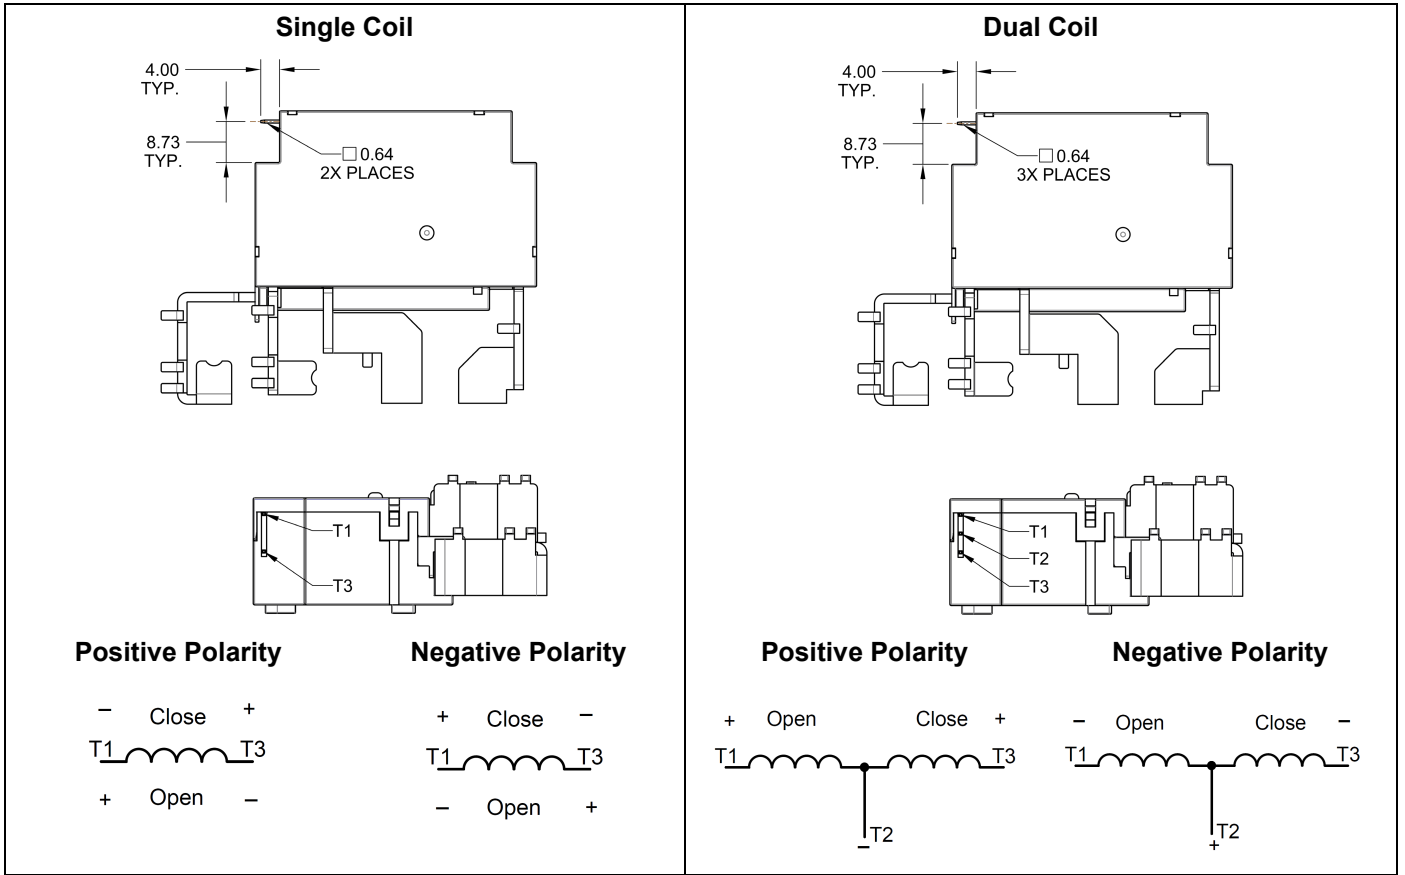 Single Coil
4.00
TYP.
8.73
TYP.
□ 0.64
2X PLACES
T1
T3
Positive Polarity
Negative Polarity
– Close +
T1 T3
+ Open –
+ Close –
T1 T3
– Open +
Dual Coil
4.00
TYP.
8.73
TYP.
□ 0.64
3X PLACES
T1
T2
T3
Positive Polarity
Negative Polarity
+ Open Close +
T1 T3
T2
–
– Open Close –
T1 T3
T2
+